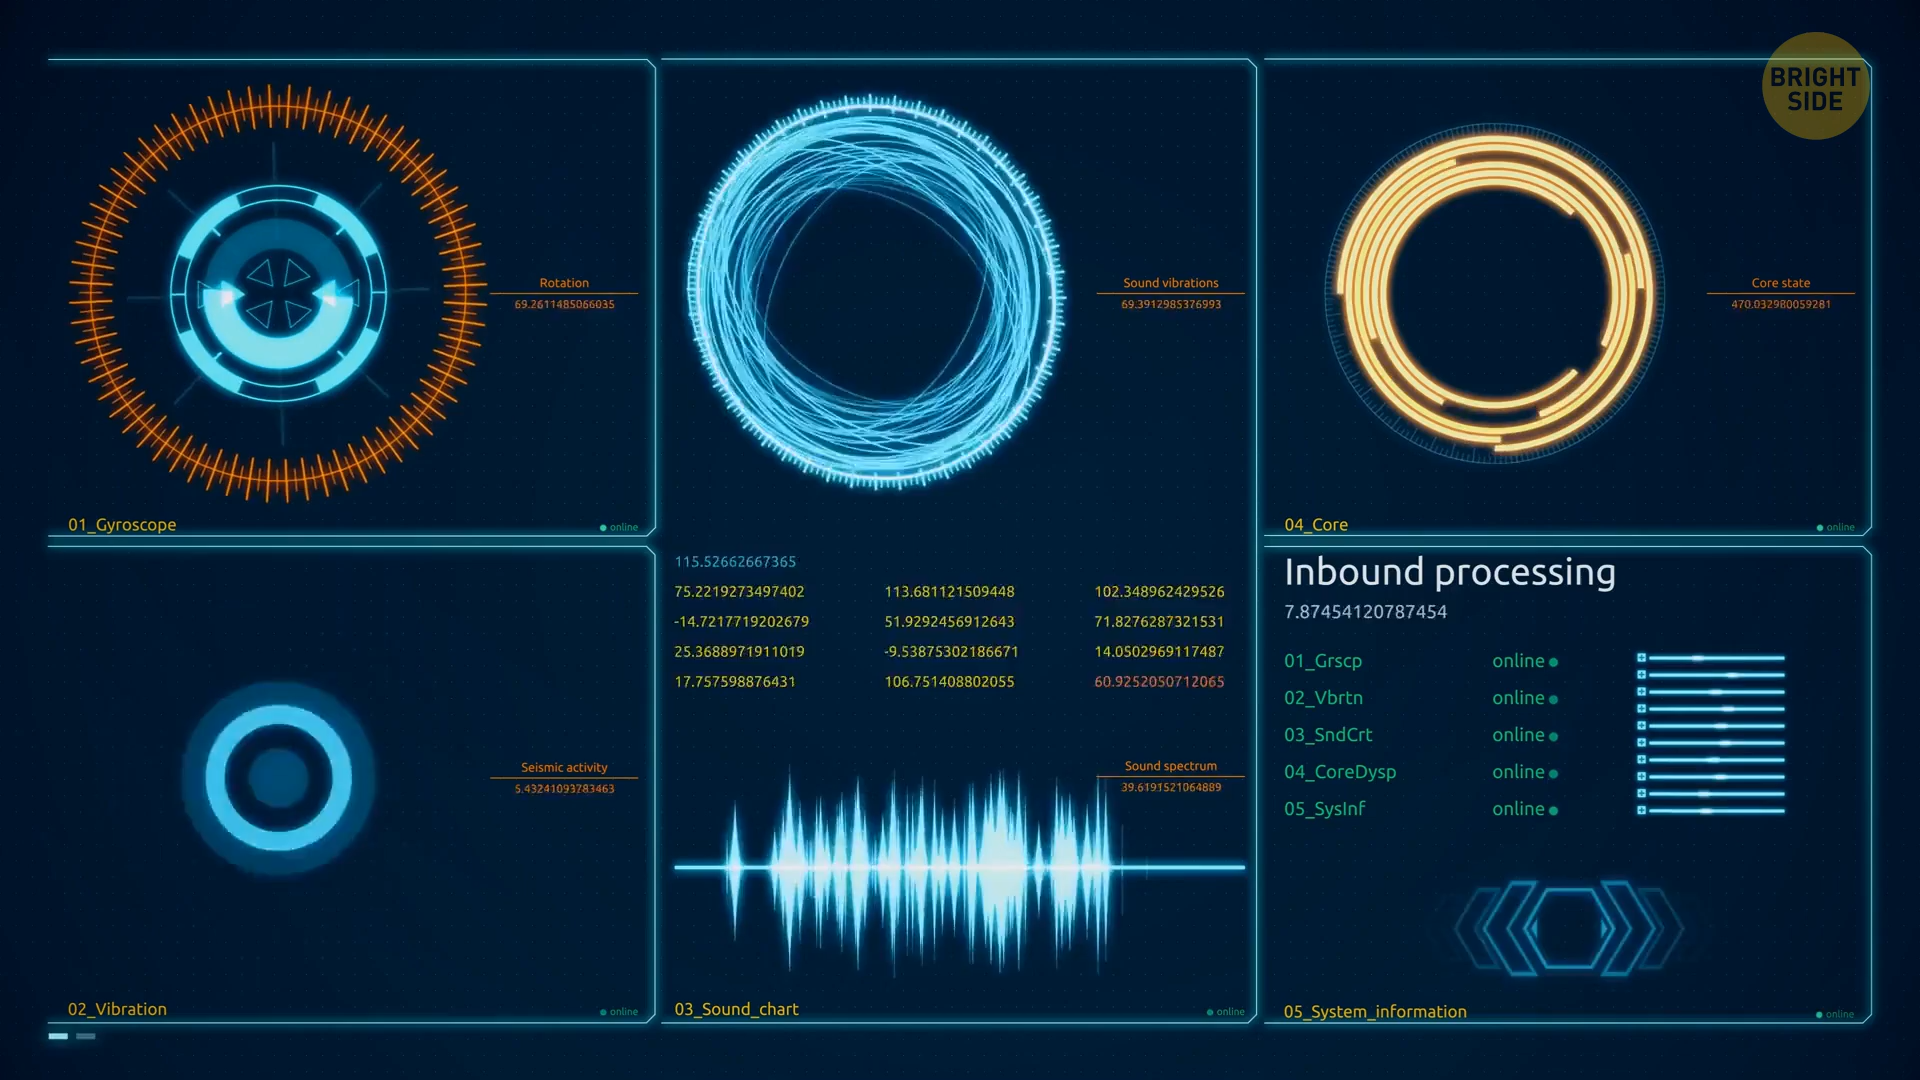 BRIGHT
SIDE
Rotation
69.2611485066035
01_Gyroscope
online
Sound vibrations
69.3912985376993
Core state
470.032980059281
04_Core
online
115.52662667365
75.2219273497402 113.681121509448 102.348962429526
-14.7217719202679 51.9292456912643 71.8276287321531
25.3688971911019 -9.53875302186671 14.0502969117487
17.757598876431 106.751408802055 60.9252050712065
Sound spectrum
39.6191521064889
03_Sound_chart
online
Seismic activity
5.43241093783463
02_Vibration
online
Inbound processing
7.87454120787454
01_Grscp online
02_Vbrtn online
03_SndCrt online
04_CoreDysp online
05_SysInf online
05_System_information
online